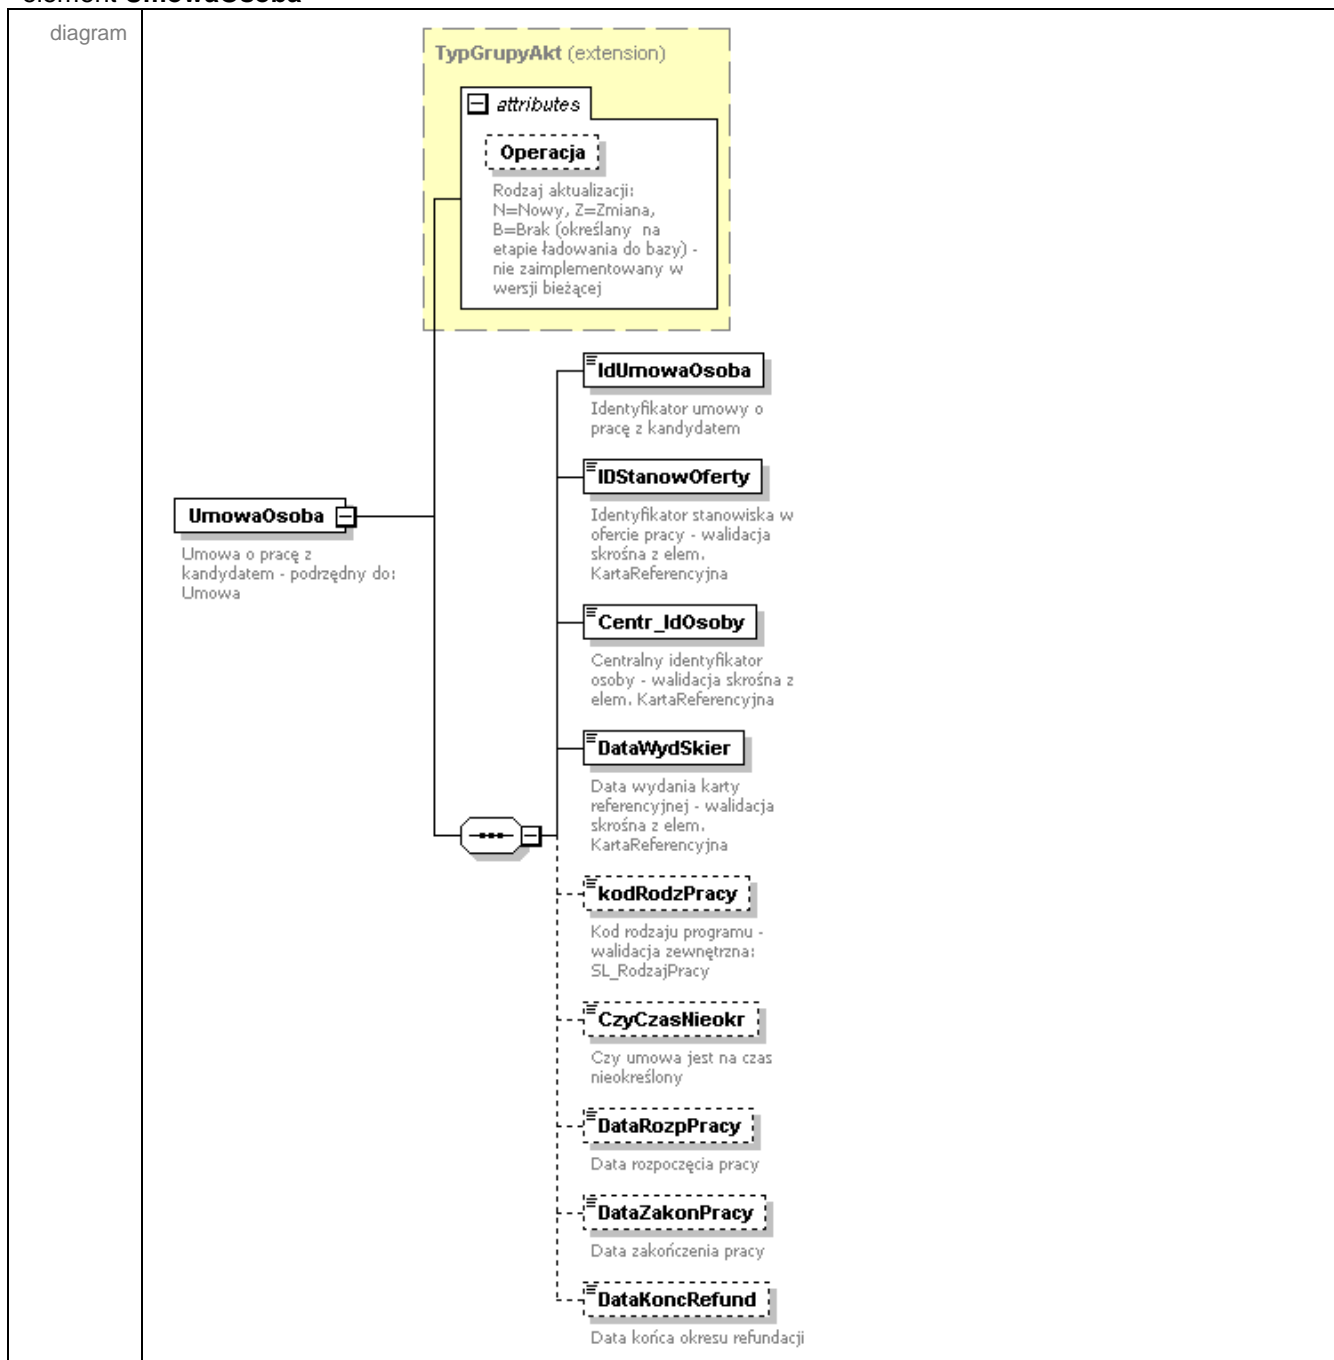 element UmowaOsoba
diagram
TypGrupyAkt (extension)
attributes
Operacja
Rodzaj aktualizacji:
N=Nowy, Z=Zmiana,
B=Brak (określany na
etapie ładowania do bazy) -
nie zaimplementowany w
wersji bieżącej
UmowaOsoba
Umowa o pracę z
kandydatem - podrzędny do:
Umowa
IdUmowaOsoba
Identyfikator umowy o
pracę z kandydatem
IDStanowOferty
Identyfikator stanowiska w
ofercie pracy - walidacja
skrośna z elem.
KartaReferencyjna
Centr_IdOsoby
Centralny identyfikator
osoby - walidacja skrośna z
elem. KartaReferencyjna
DataWydSkier
Data wydania karty
referencyjnej - walidacja
skrośna z elem.
KartaReferencyjna
kodRodzPracy
Kod rodzaju programu -
walidacja zewnętrzna:
SL_RodzajPracy
CzyCzasNieokr
Czy umowa jest na czas
nieokreślony
DataRozpPracy
Data rozpoczęcia pracy
DataZakonPracy
Data zakończenia pracy
DataKoncRefund
Data końca okresu refundacji